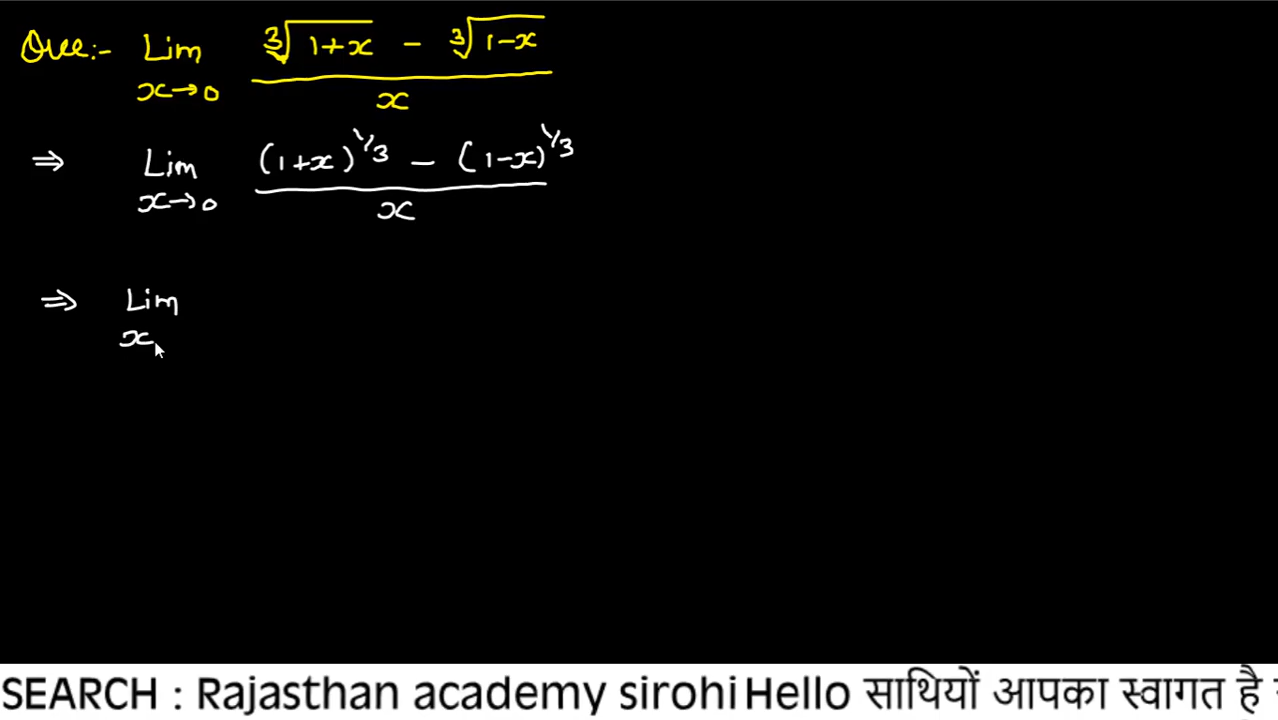 Que:- Lim ∛1+x - ∛1-x
x→0 x
⇒ Lim (1+x)^1/3 - (1-x)^1/3
x→0 x
⇒ Lim
x
SEARCH : Rajasthan academy sirohi Hello साथियों आपका स्वागत है